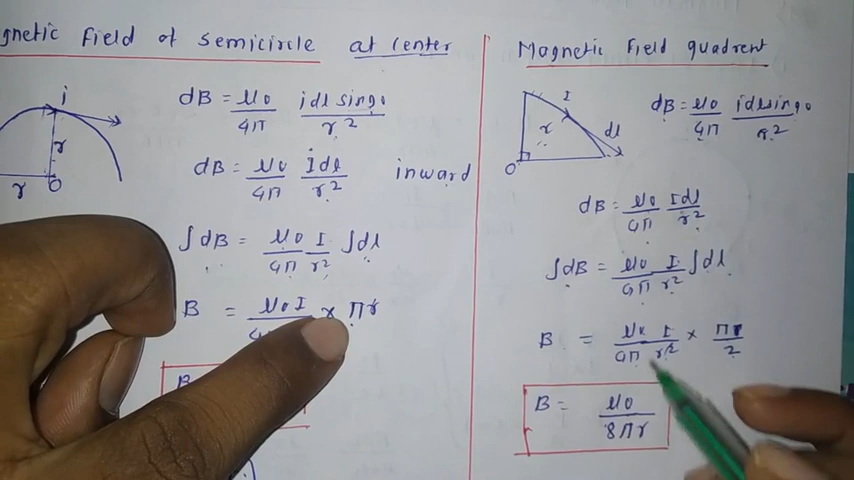 gnetic Field of Semicircle at center
i
r
r
O
dB = μ0/4π idl sin90/r²
dB = μ0/4π Idl/r² inward
∫dB = μ0/4π I/r² ∫dl
B = μ0I × πr
B
Magnetic Field quadrent
I
dl
r
O
dB = μ0/4π idl sin90/r²
dB = μ0/4π Idl/r²
∫dB = μ0/4π I/r² ∫dl
B = μ0/4π I/r² × πr/2
B = μ0/8πr